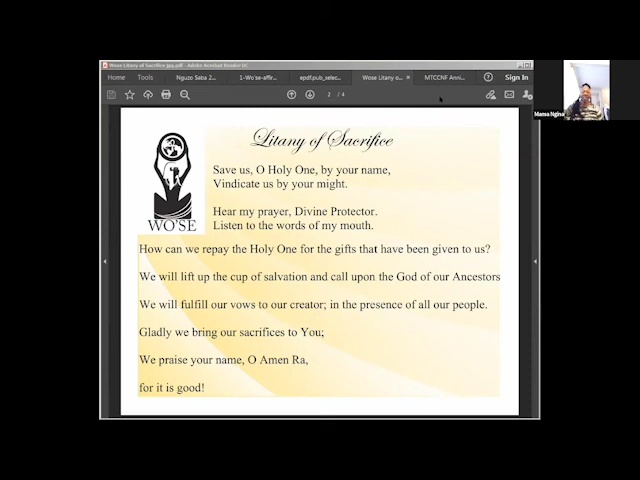 Wose Litany of Sacrifice jpg.pdf - Adobe Acrobat Reader DC
Home Tools Nguzo Saba 2... 1-Wo'se-affir... epdf.pub_selec... Wose Litany o... × MTCCNF Anni... Sign In
2 / 4
Mama Ngina
Litany of Sacrifice
Save us, O Holy One, by your name,
Vindicate us by your might.
Hear my prayer, Divine Protector.
Listen to the words of my mouth.
WO'SE
How can we repay the Holy One for the gifts that have been given to us?
We will lift up the cup of salvation and call upon the God of our Ancestors
We will fulfill our vows to our creator; in the presence of all our people.
Gladly we bring our sacrifices to You;
We praise your name, O Amen Ra,
for it is good!